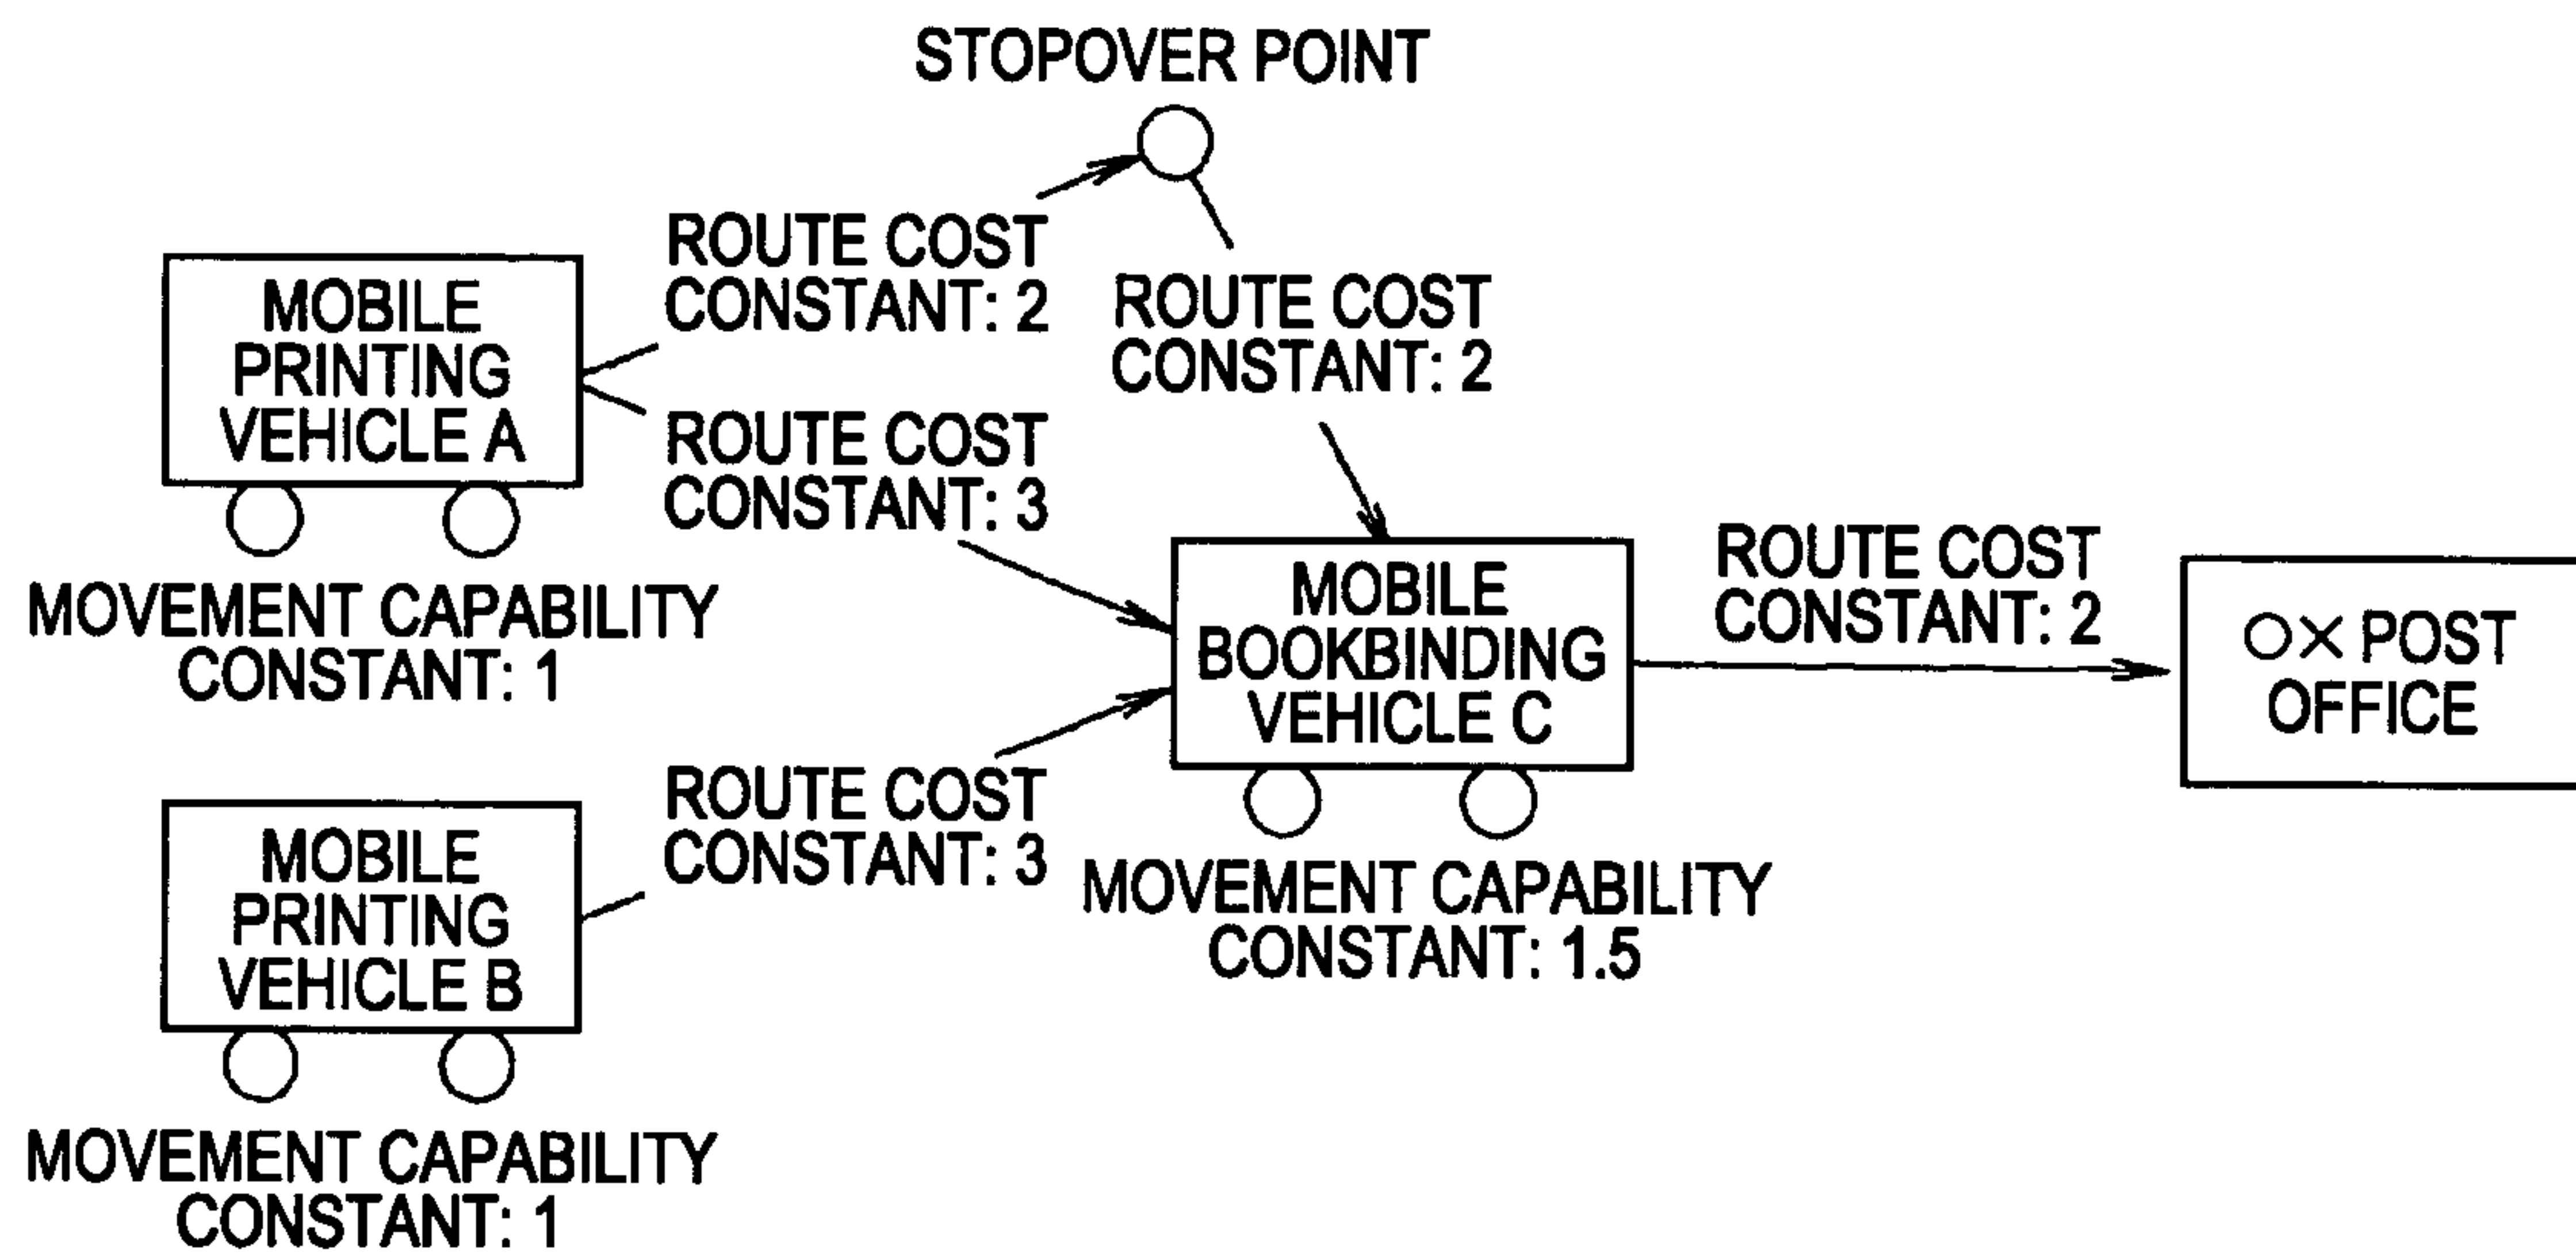 STOPOVER POINT
ROUTE COST
CONSTANT: 2
MOBILE
PRINTING
VEHICLE A
ROUTE COST
CONSTANT: 2
ROUTE COST
CONSTANT: 3
MOVEMENT CAPABILITY
CONSTANT: 1
MOBILE
BOOKBINDING
VEHICLE C
ROUTE COST
CONSTANT: 2
○× POST
OFFICE
ROUTE COST
CONSTANT: 3
MOBILE
PRINTING
VEHICLE B
MOVEMENT CAPABILITY
CONSTANT: 1.5
MOVEMENT CAPABILITY
CONSTANT: 1